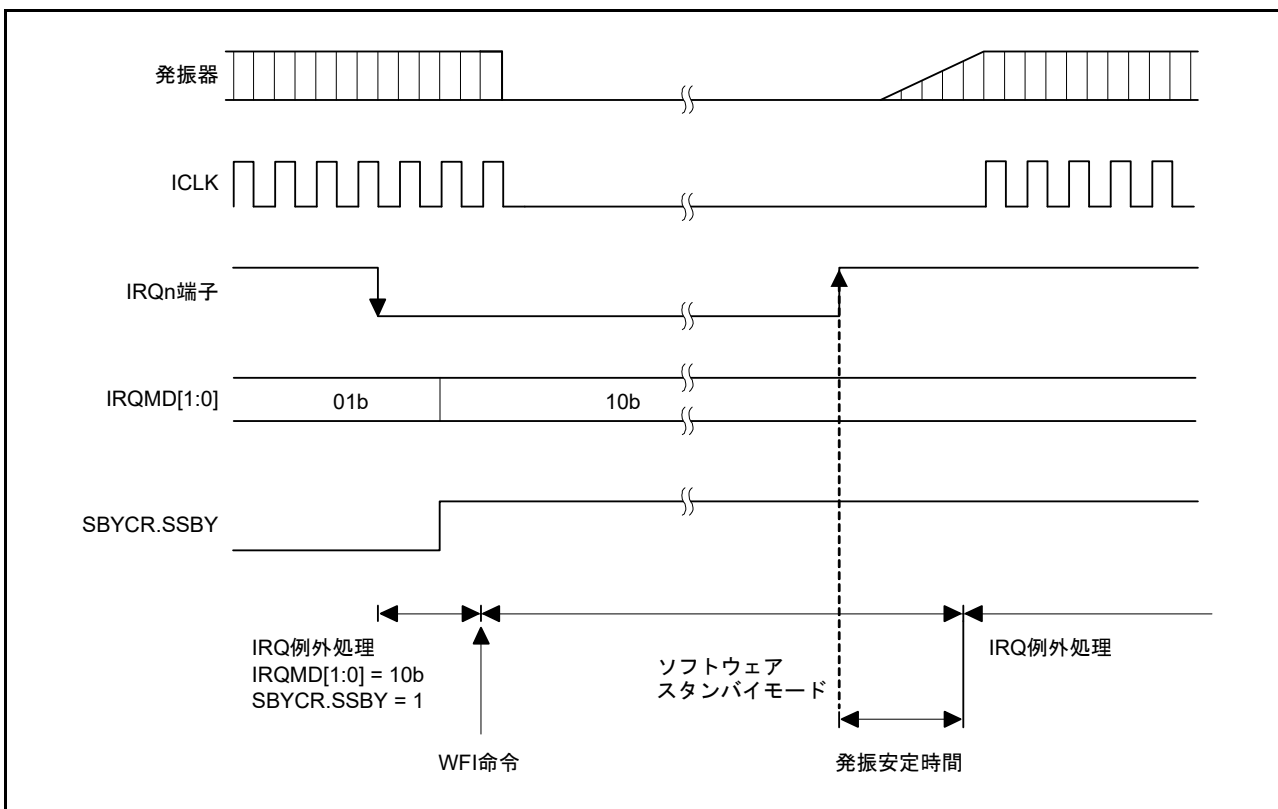 発振器
ICLK
IRQn端子
IRQMD[1:0]
01b
10b
SBYCR.SSBY
IRQ例外処理
IRQMD[1:0] = 10b
SBYCR.SSBY = 1
ソフトウェア
スタンバイモード
IRQ例外処理
WFI命令
発振安定時間